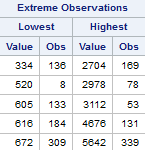 Extreme Observations
Lowest Highest
Value Obs Value Obs
334 136 2704 169
520 8 2978 78
605 133 3112 53
616 184 4676 131
672 309 5642 339